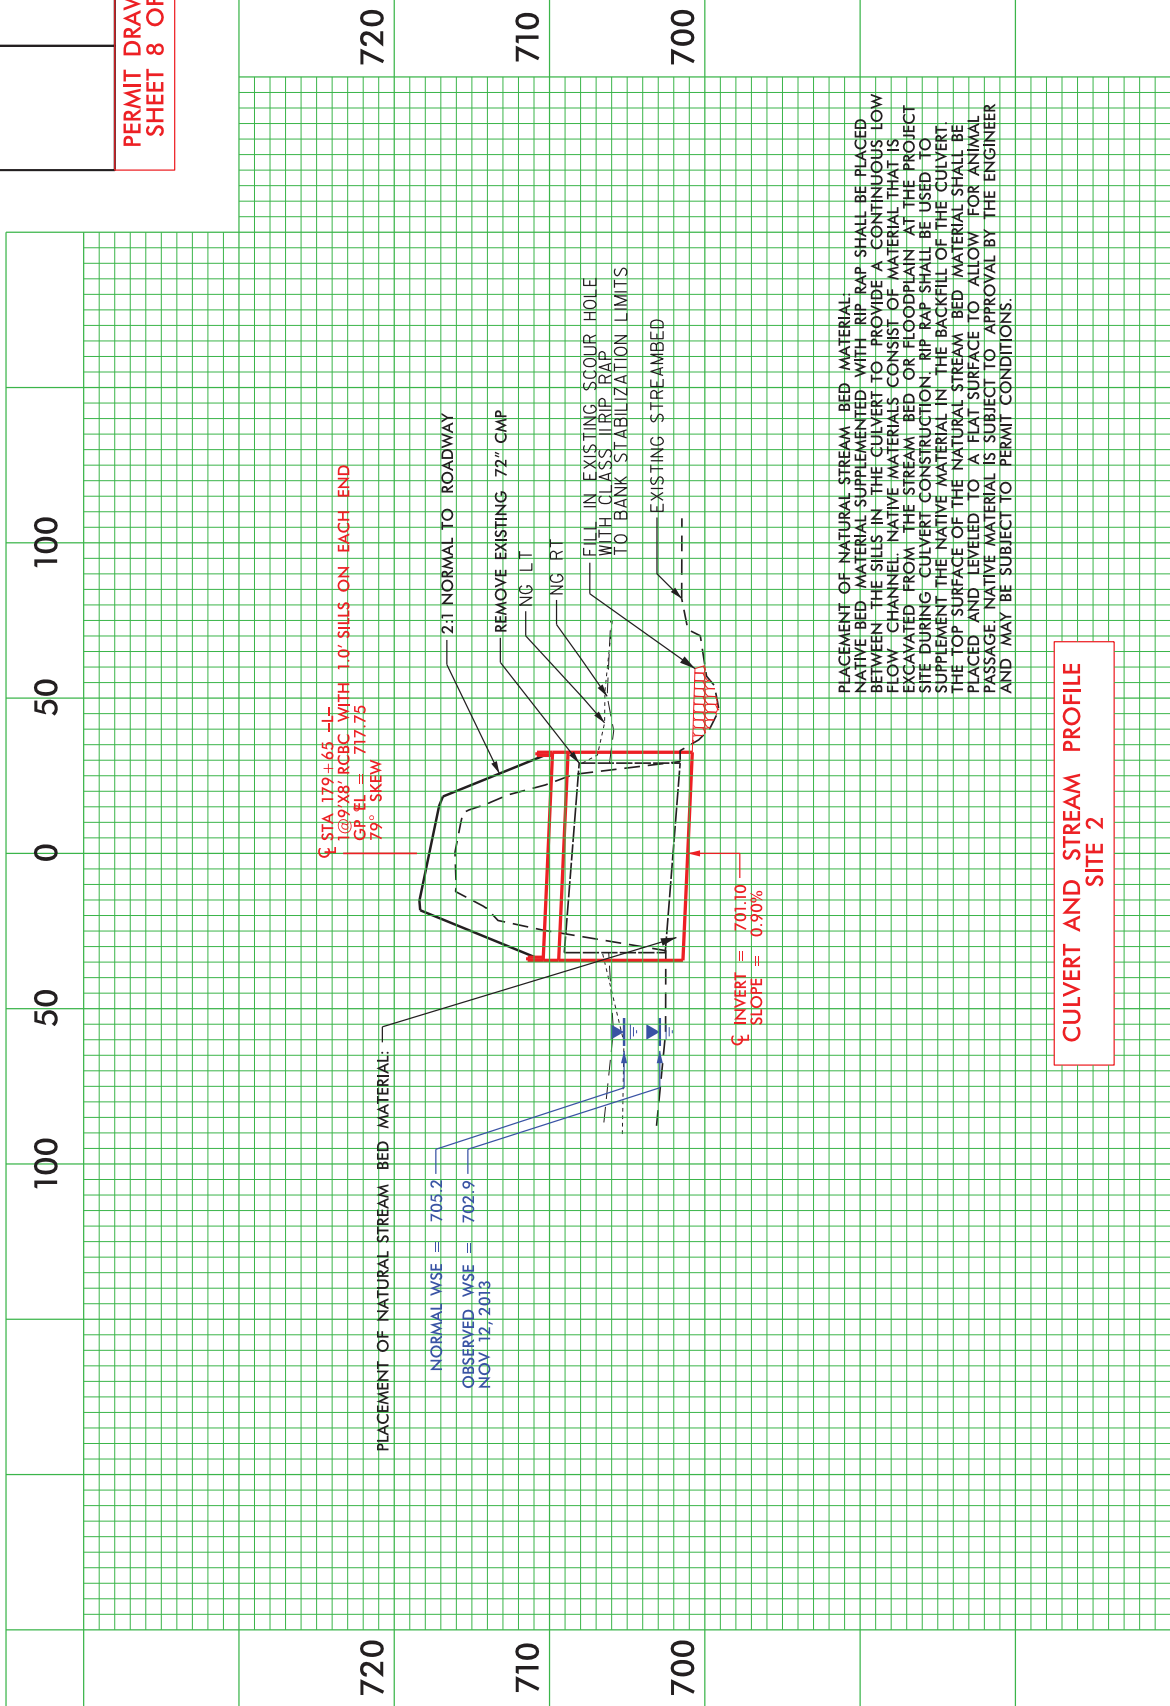 PERMIT DRAW
SHEET 8 OF
720
710
700
720
710
700
100
50
0
50
100
℄ STA 179+65 -L-
1@9'X8' RCBC WITH 1.0' SILLS ON EACH END
GP EL = 717.75
79° SKEW
2:1 NORMAL TO ROADWAY
REMOVE EXISTING 72" CMP
NG LT
NG RT
FILL IN EXISTING SCOUR HOLE
WITH CLASS II RIP RAP
TO BANK STABILIZATION LIMITS
EXISTING STREAMBED
PLACEMENT OF NATURAL STREAM BED MATERIAL:
NORMAL WSE = 705.2
OBSERVED WSE = 702.9
NOV 12, 2013
℄ INVERT = 701.10
SLOPE = 0.90%
PLACEMENT OF NATURAL STREAM BED MATERIAL:
NATIVE BED MATERIAL SUPPLEMENTED WITH RIP RAP SHALL BE PLACED
BETWEEN THE SILLS IN THE CULVERT TO PROVIDE A CONTINUOUS LOW
FLOW CHANNEL. NATIVE MATERIALS CONSIST OF MATERIAL THAT IS
EXCAVATED FROM THE STREAM BED OR FLOODPLAIN AT THE PROJECT
SITE DURING CULVERT CONSTRUCTION. RIP RAP SHALL BE USED TO
SUPPLEMENT THE NATIVE MATERIAL IN THE BACKFILL OF THE CULVERT.
THE TOP SURFACE OF THE NATURAL STREAM BED MATERIAL SHALL BE
PLACED AND LEVELED TO A FLAT SURFACE TO ALLOW FOR ANIMAL
PASSAGE. NATIVE MATERIAL IS SUBJECT TO APPROVAL BY THE ENGINEER
AND MAY BE SUBJECT TO PERMIT CONDITIONS.
CULVERT AND STREAM PROFILE
SITE 2